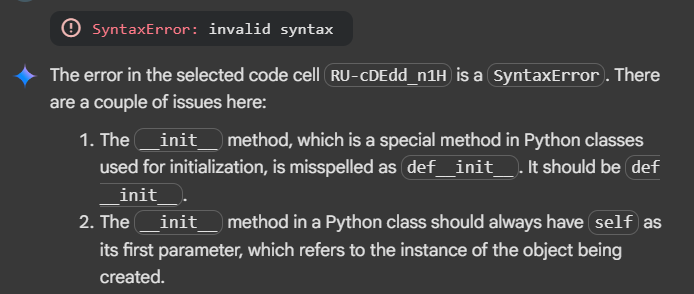 SyntaxError: invalid syntax
The error in the selected code cell RU-cDEdd_n1H is a SyntaxError. There
are a couple of issues here:
1. The __init__ method, which is a special method in Python classes
used for initialization, is misspelled as def__init__. It should be def
__init__.
2. The __init__ method in a Python class should always have self as
its first parameter, which refers to the instance of the object being
created.